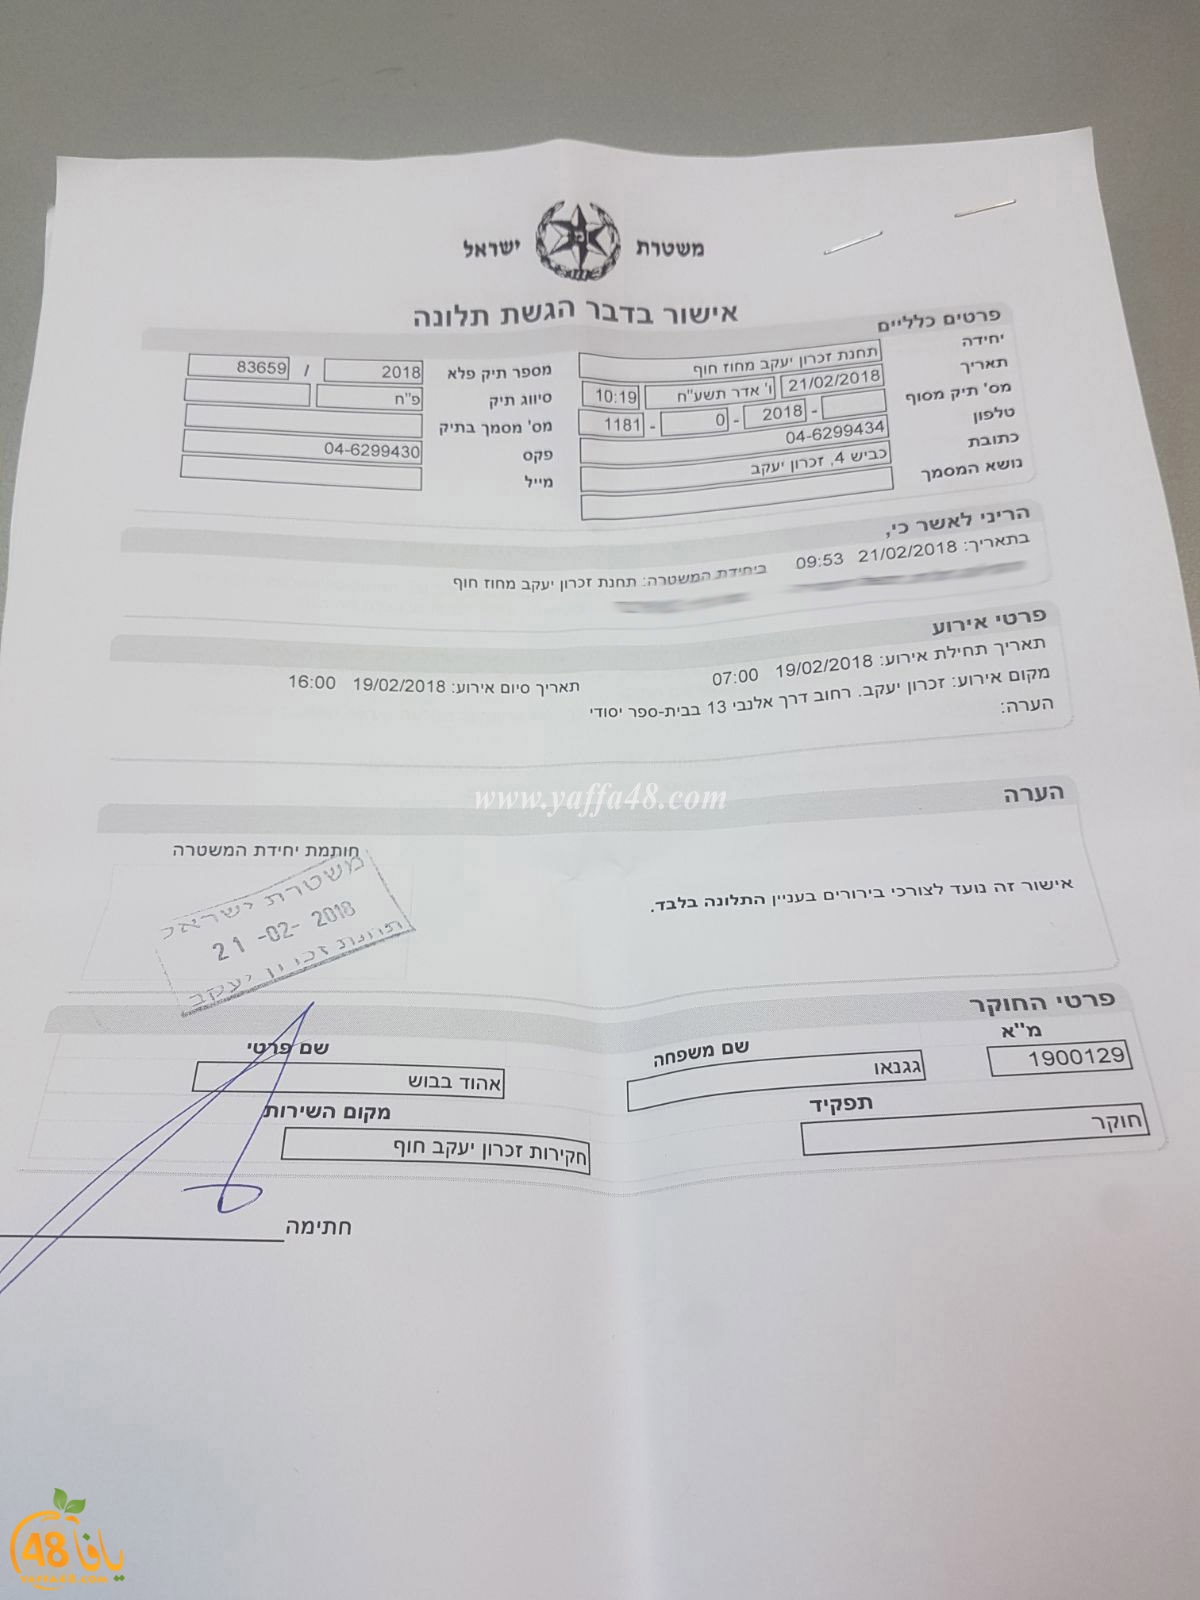 משטרת ישראל
אישור בדבר הגשת תלונה
פרטים כלליים
יחידה תחנת זכרון יעקב מחוז חוף מספר תיק פלא 2018 / 83659
תאריך 21/02/2018 ו' אדר תשע"ח 10:19 סיווג תיק פ"ח
מס' תיק מסוף - 2018 - 0 - 1181 מס' מסמך בתיק
טלפון 04-6299434 פקס 04-6299430
כתובת כביש 4, זכרון יעקב מייל
נושא המסמך
הריני לאשר כי,
בתאריך: 21/02/2018 09:53 ביחידת המשטרה: תחנת זכרון יעקב מחוז חוף
פרטי אירוע
תאריך תחילת אירוע: 19/02/2018 07:00 תאריך סיום אירוע: 19/02/2018 16:00
מקום אירוע: זכרון יעקב. רחוב דרך אלנבי 13 בבית-ספר יסודי
הערה:
www.yaffa48.com
הערה
חותמת יחידת המשטרה
אישור זה נועד לצורכי בירורים בעניין התלונה בלבד.
משטרת ישראל
21 -02- 2018
תחנת זכרון יעקב
פרטי החוקר
מ"א שם משפחה שם פרטי
1900129 גגנאו אהוד בבוש
תפקיד מקום השירות
חוקר חקירות זכרון יעקב חוף
חתימה
يافا 48
yaffa48.com